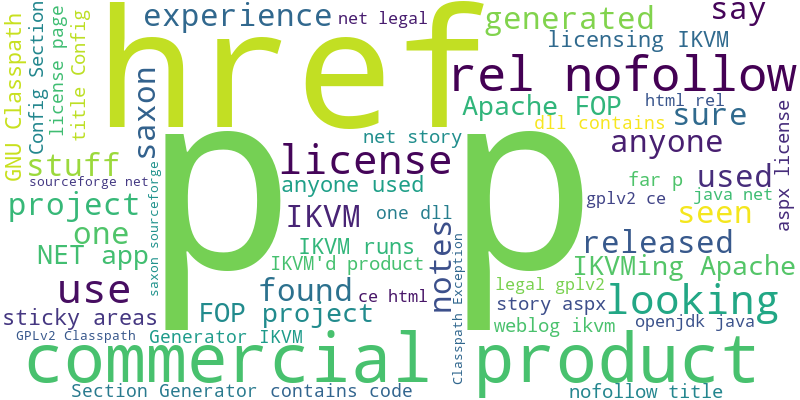 experience
net legal
generated
say
licensing IKVM
href
rel nofollow
GNU Classpath
Config Section
license page
title Config
saxon
Apache FOP
html rel
sure
dll contains
anyone
aspx license
net story
license
stuff
sourceforge net
anyone used
far p
used
gplv2 ce
java net
p p
project
IKVM
one dll
seen
one
notes
released
NET app
saxon sourceforge
IKVM runs
IKVM'd product
IKVMing Apache
Classpath Exception
use
found
ce html
legal gplv2
story aspx
looking
sticky areas
FOP project
weblog ikvm
openjdk java
GPLv2 Classpath
Generator IKVM
commercial product
Section Generator
contains code
nofollow title